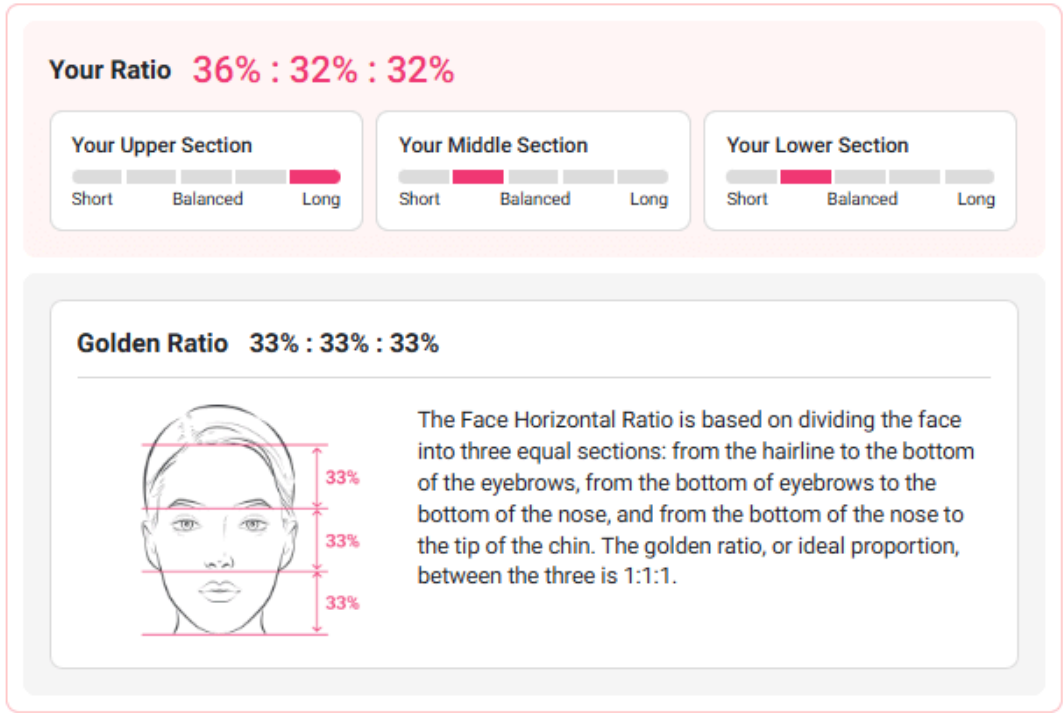 Your Ratio 36% : 32% : 32%
Your Upper Section
Short Balanced Long
Your Middle Section
Short Balanced Long
Your Lower Section
Short Balanced Long
Golden Ratio 33% : 33% : 33%
33%
33%
33%
The Face Horizontal Ratio is based on dividing the face
into three equal sections: from the hairline to the bottom
of the eyebrows, from the bottom of eyebrows to the
bottom of the nose, and from the bottom of the nose to
the tip of the chin. The golden ratio, or ideal proportion,
between the three is 1:1:1.